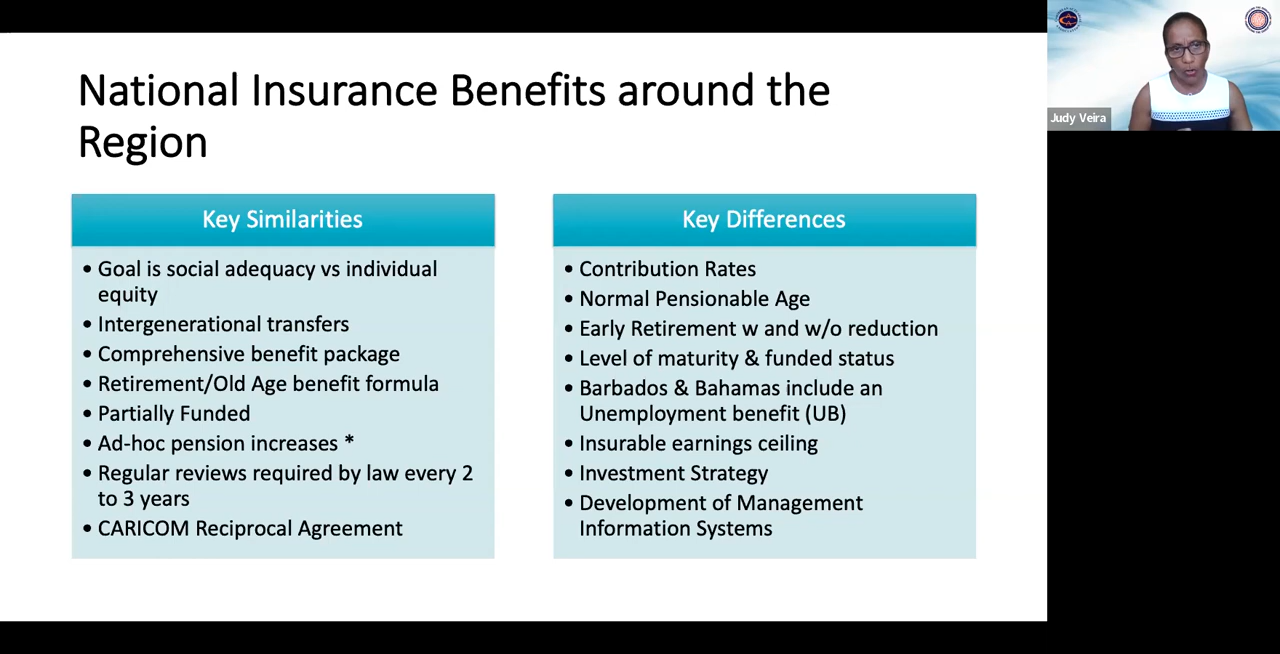 National Insurance Benefits around the
Region
Key Similarities
• Goal is social adequacy vs individual
equity
• Intergenerational transfers
• Comprehensive benefit package
• Retirement/Old Age benefit formula
• Partially Funded
• Ad-hoc pension increases *
• Regular reviews required by law every 2
to 3 years
• CARICOM Reciprocal Agreement
Key Differences
• Contribution Rates
• Normal Pensionable Age
• Early Retirement w and w/o reduction
• Level of maturity & funded status
• Barbados & Bahamas include an
Unemployment benefit (UB)
• Insurable earnings ceiling
• Investment Strategy
• Development of Management
Information Systems
Judy Veira